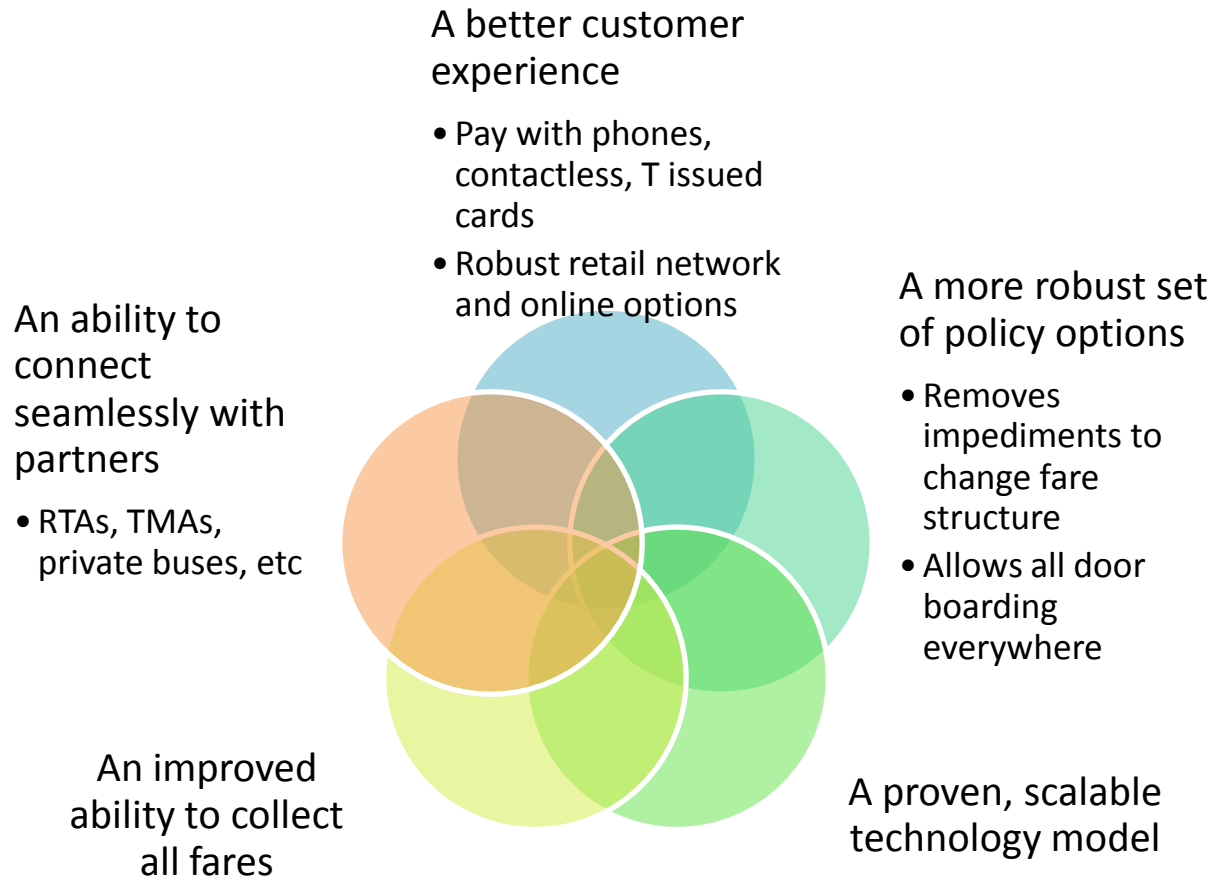 A better customer
experience
• Pay with phones,
contactless, T issued
cards
• Robust retail network
and online options
A more robust set
of policy options
• Removes
impediments to
change fare
structure
• Allows all door
boarding
everywhere
A proven, scalable
technology model
An improved
ability to collect
all fares
An ability to
connect
seamlessly with
partners
• RTAs, TMAs,
private buses, etc